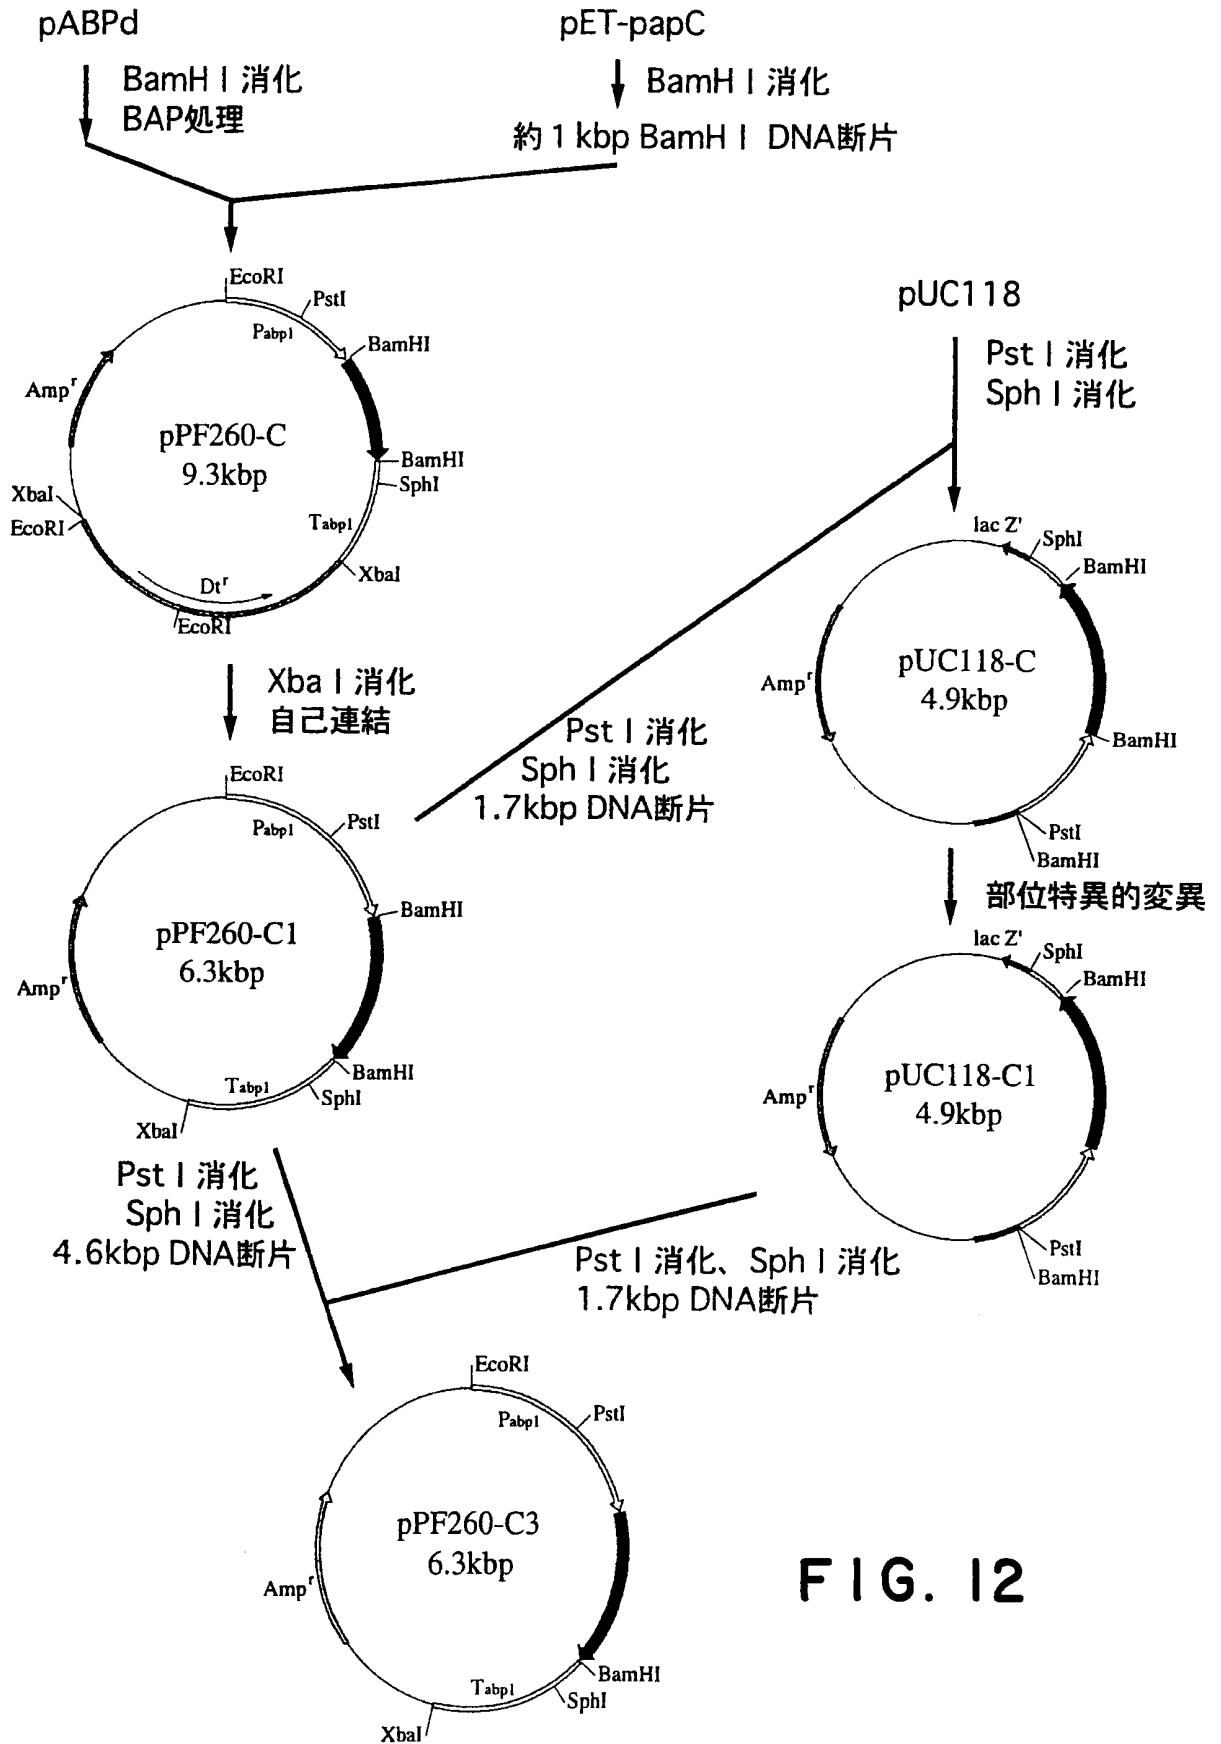 pABPd
pET-papC
BamH I 消化
BAP処理
BamH I 消化
約 1 kbp BamH I DNA断片
EcoRI
PstI
Pabp1
BamHI
Ampʳ
pPF260-C
9.3kbp
BamHI
SphI
XbaI
EcoRI
Tabp1
XbaI
Dtʳ
EcoRI
pUC118
Pst I 消化
Sph I 消化
lac Z'
SphI
BamHI
pUC118-C
4.9kbp
Ampʳ
BamHI
PstI
BamHI
Xba I 消化
自己連結
Pst I 消化
Sph I 消化
1.7kbp DNA断片
EcoRI
Pabp1
PstI
BamHI
pPF260-C1
6.3kbp
Ampʳ
BamHI
Tabp1
SphI
XbaI
部位特異的変異
lac Z'
SphI
BamHI
pUC118-C1
4.9kbp
Ampʳ
PstI
BamHI
Pst I 消化
Sph I 消化
4.6kbp DNA断片
Pst I 消化、Sph I 消化
1.7kbp DNA断片
EcoRI
Pabp1
PstI
pPF260-C3
6.3kbp
Ampʳ
BamHI
Tabp1
SphI
XbaI
FIG. 12